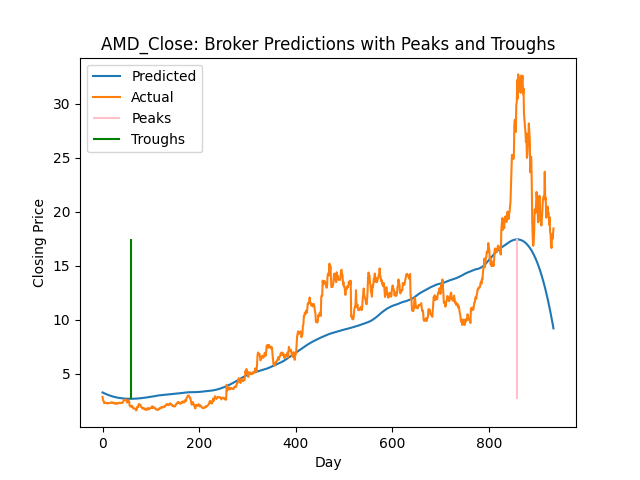 AMD_Close: Broker Predictions with Peaks and Troughs
Predicted
Actual
Peaks
Troughs
Closing Price
30
25
20
15
10
5
0
200
400
600
800
Day